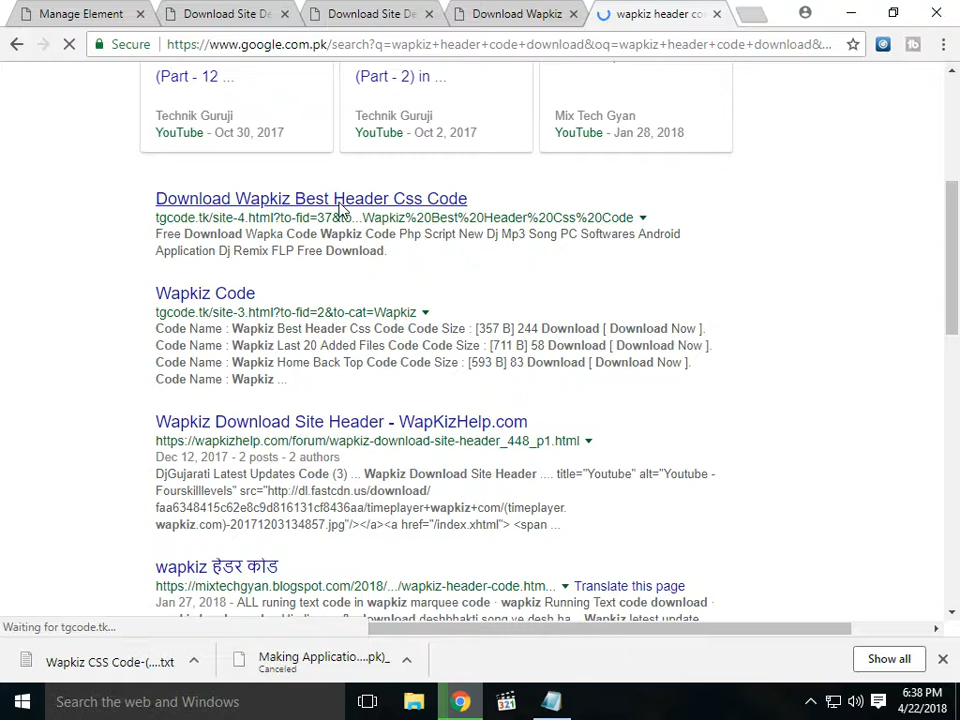 Manage Element
Download Site De
Download Site De
Download Wapkiz
wapkiz header co
Secure
https://www.google.com.pk/search?q=wapkiz+header+code+download&oq=wapkiz+header+code+download&...
(Part - 12 ...
(Part - 2) in ...
Technik Guruji
Technik Guruji
Mix Tech Gyan
YouTube - Oct 30, 2017
YouTube - Oct 2, 2017
YouTube - Jan 28, 2018
Download Wapkiz Best Header Css Code
tgcode.tk/site-4.html?to-fid=37&to...Wapkiz%20Best%20Header%20Css%20Code
Free Download Wapka Code Wapkiz Code Php Script New Dj Mp3 Song PC Softwares Android
Application Dj Remix FLP Free Download.
Wapkiz Code
tgcode.tk/site-3.html?to-fid=2&to-cat=Wapkiz
Code Name : Wapkiz Best Header Css Code Code Size : [357 B] 244 Download [ Download Now ].
Code Name : Wapkiz Last 20 Added Files Code Code Size : [711 B] 58 Download [ Download Now ].
Code Name : Wapkiz Home Back Top Code Code Size : [593 B] 83 Download [ Download Now ].
Code Name : Wapkiz ...
Wapkiz Download Site Header - WapKizHelp.com
https://wapkizhelp.com/forum/wapkiz-download-site-header_448_p1.html
Dec 12, 2017 - 2 posts - 2 authors
DjGujarati Latest Updates Code (3) ... Wapkiz Download Site Header .... title="Youtube" alt="Youtube -
Fourskilllevels" src="http://dl.fastcdn.us/download/
faa6348415c62e8c9d816131cf8436aa/timeplayer+wapkiz+com/(timeplayer.
wapkiz.com)-20171203134857.jpg"/></a><a href="/index.xhtml"> <span ...
wapkiz हेडर कोड
https://mixtechgyan.blogspot.com/2018/.../wapkiz-header-code.htm... Translate this page
Jan 27, 2018 - ALL runing text code in wapkiz marquee code · wapkiz Running Text code download ·
Waiting for tgcode.tk...
Wapkiz CSS Code-(....txt
Making Applicatio....pk)_
Canceled
Show all
Search the web and Windows
6:38 PM
4/22/2018